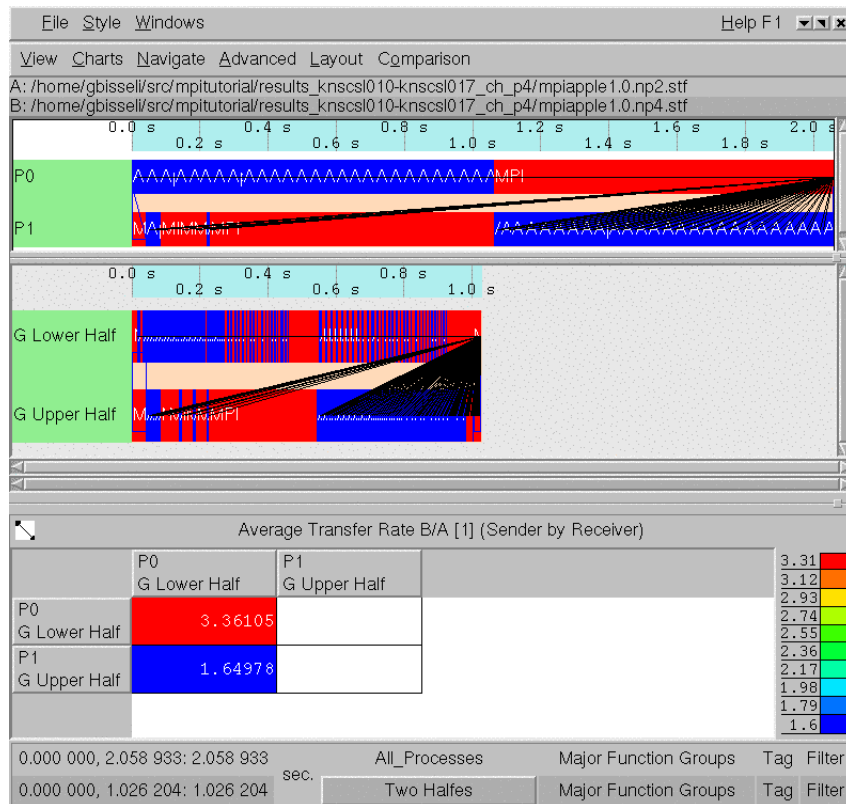 File Style Windows Help F1
View Charts Navigate Advanced Layout Comparison
A: /home/gbisseli/src/mpitutorial/results_knscsl010-knscsl017_ch_p4/mpiapple1.0.np2.stf
B: /home/gbisseli/src/mpitutorial/results_knscsl010-knscsl017_ch_p4/mpiapple1.0.np4.stf
0.0 s 0.4 s 0.8 s 1.2 s 1.6 s 2.0 s
0.2 s 0.6 s 1.0 s 1.4 s 1.8 s
P0 MPI
P1 MPI
0.0 s 0.4 s 0.8 s
0.2 s 0.6 s 1.0 s
G Lower Half
G Upper Half MPI
Average Transfer Rate B/A [1] (Sender by Receiver)
P0 P1
G Lower Half G Upper Half
P0
G Lower Half 3.36105
P1
G Upper Half 1.64978
3.31
3.12
2.93
2.74
2.55
2.36
2.17
1.98
1.79
1.6
0.000 000, 2.058 933: 2.058 933 sec. All_Processes Major Function Groups Tag Filter
0.000 000, 1.026 204: 1.026 204 Two Halfes Major Function Groups Tag Filter